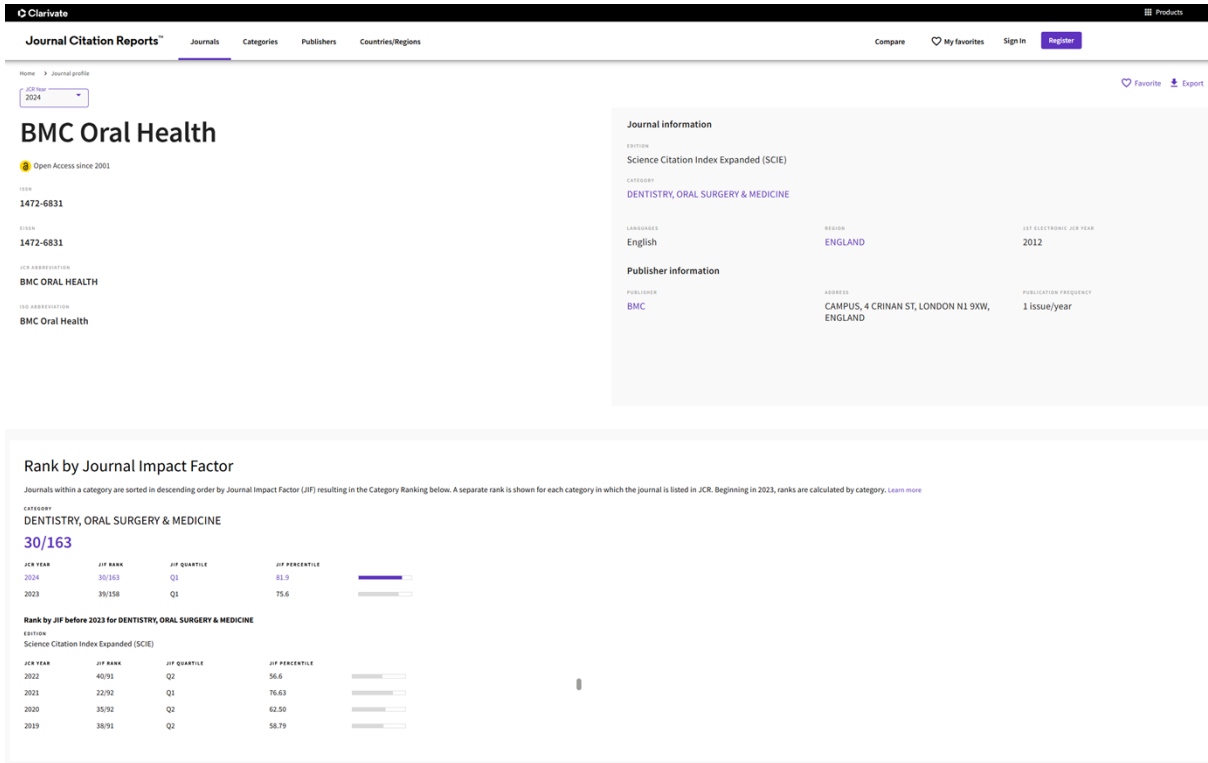 Clarivate
Products
Journal Citation Reports™
Journals Categories Publishers Countries/Regions
Compare My favorites Sign In Register
Home > Journal profile
Favorite Export
JCR Year
2024
BMC Oral Health
Open Access since 2001
ISSN
1472-6831
EISSN
1472-6831
JCR ABBREVIATION
BMC ORAL HEALTH
ISO ABBREVIATION
BMC Oral Health
Journal information
EDITION
Science Citation Index Expanded (SCIE)
CATEGORY
DENTISTRY, ORAL SURGERY & MEDICINE
LANGUAGES REGION 1ST ELECTRONIC JCR YEAR
English ENGLAND 2012
Publisher information
PUBLISHER ADDRESS PUBLICATION FREQUENCY
BMC CAMPUS, 4 CRINAN ST, LONDON N1 9XW, 1 issue/year
ENGLAND
Rank by Journal Impact Factor
Journals within a category are sorted in descending order by Journal Impact Factor (JIF) resulting in the Category Ranking below. A separate rank is shown for each category in which the journal is listed in JCR. Beginning in 2023, ranks are calculated by category. Learn more
CATEGORY
DENTISTRY, ORAL SURGERY & MEDICINE
30/163
JCR YEAR JIF RANK JIF QUARTILE JIF PERCENTILE
2024 30/163 Q1 81.9
2023 39/158 Q1 75.6
Rank by JIF before 2023 for DENTISTRY, ORAL SURGERY & MEDICINE
EDITION
Science Citation Index Expanded (SCIE)
JCR YEAR JIF RANK JIF QUARTILE JIF PERCENTILE
2022 40/91 Q2 56.6
2021 22/92 Q1 76.63
2020 35/92 Q2 62.50
2019 38/91 Q2 58.79